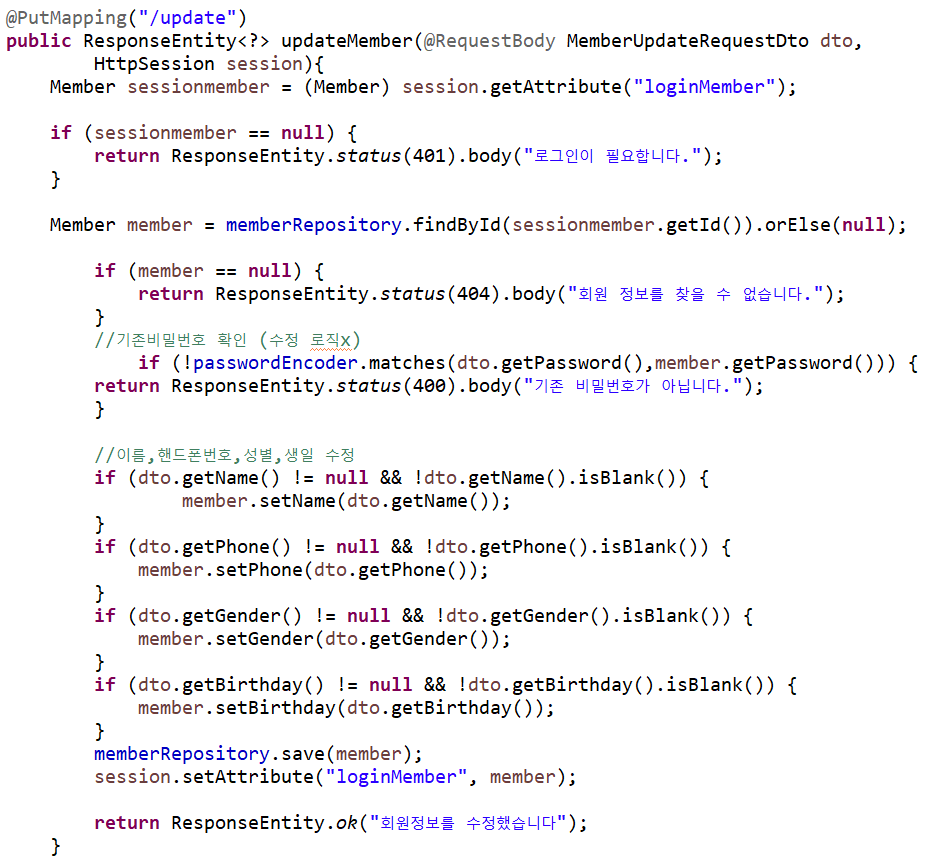 @PutMapping("/update")
public ResponseEntity<?> updateMember(@RequestBody MemberUpdateRequestDto dto,
        HttpSession session){
    Member sessionmember = (Member) session.getAttribute("loginMember");

    if (sessionmember == null) {
        return ResponseEntity.status(401).body("로그인이 필요합니다.");
    }

    Member member = memberRepository.findById(sessionmember.getId()).orElse(null);

        if (member == null) {
            return ResponseEntity.status(404).body("회원 정보를 찾을 수 없습니다.");
        }
        //기존비밀번호 확인 (수정 로직x)
            if (!passwordEncoder.matches(dto.getPassword(),member.getPassword())) {
        return ResponseEntity.status(400).body("기존 비밀번호가 아닙니다.");
        }

        //이름,핸드폰번호,성별,생일 수정
        if (dto.getName() != null && !dto.getName().isBlank()) {
                member.setName(dto.getName());
        }
        if (dto.getPhone() != null && !dto.getPhone().isBlank()) {
            member.setPhone(dto.getPhone());
        }
        if (dto.getGender() != null && !dto.getGender().isBlank()) {
            member.setGender(dto.getGender());
        }
        if (dto.getBirthday() != null && !dto.getBirthday().isBlank()) {
            member.setBirthday(dto.getBirthday());
        }
        memberRepository.save(member);
        session.setAttribute("loginMember", member);

        return ResponseEntity.ok("회원정보를 수정했습니다");
    }